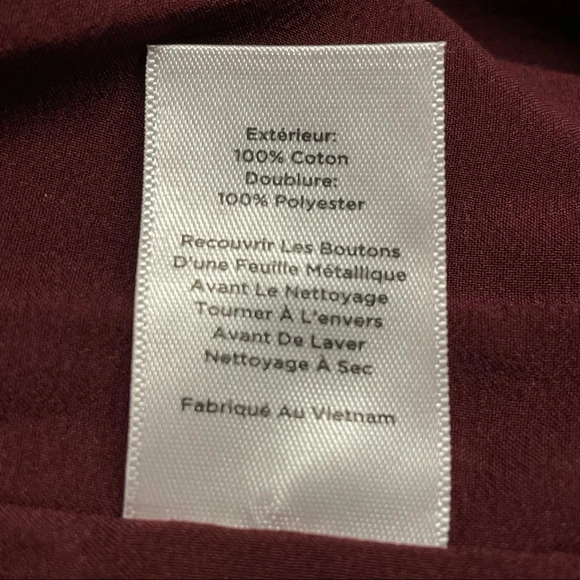 Extérieur:
100% Coton
Doublure:
100% Polyester
Recouvrir Les Boutons
D'une Feuille Métallique
Avant Le Nettoyage
Tourner À L'envers
Avant De Laver
Nettoyage À Sec
Fabriqué Au Vietnam